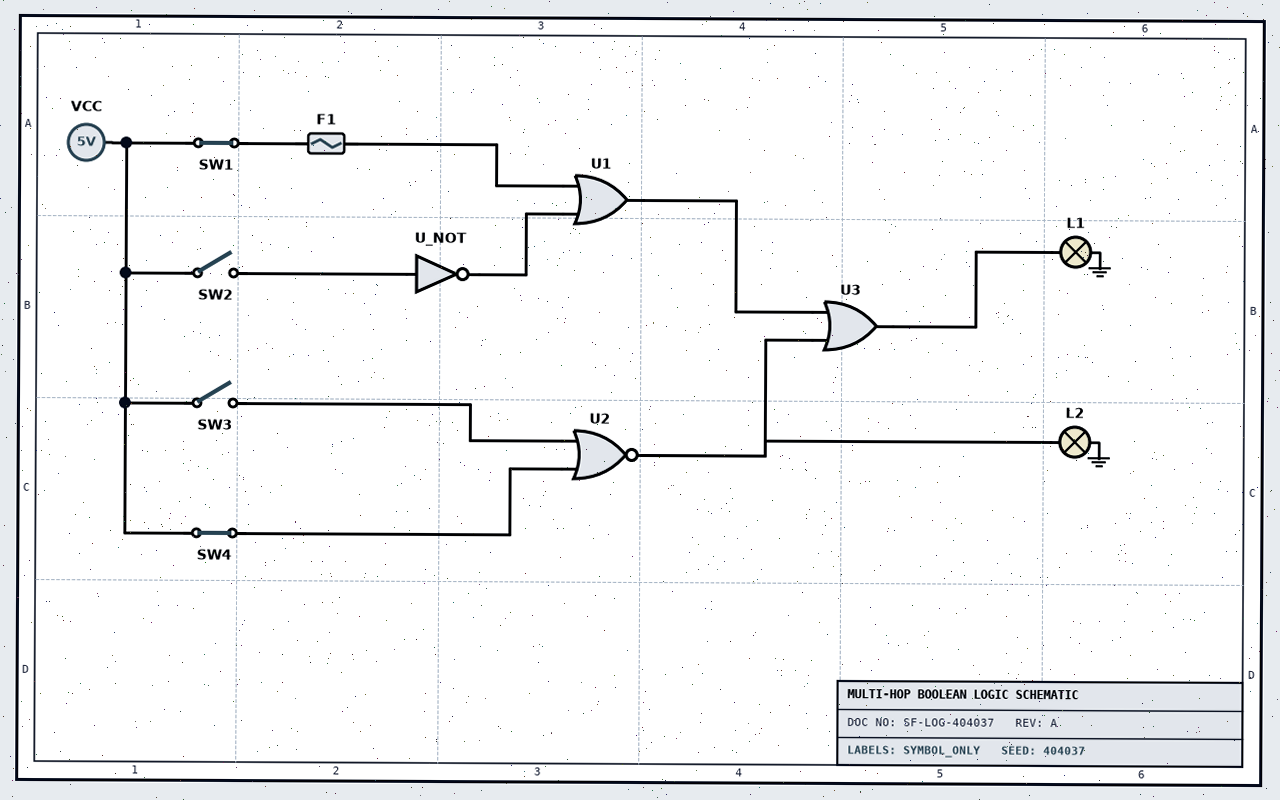 1 2 3 4 5 6
VCC
F1
A A
5V
SW1
U1
L1
U_NOT
SW2
U3
B B
SW3
U2
L2
C C
SW4
D D
MULTI-HOP BOOLEAN LOGIC SCHEMATIC
DOC NO: SF-LOG-404037 REV: A
LABELS: SYMBOL_ONLY SEED: 404037
1 2 3 4 5 6